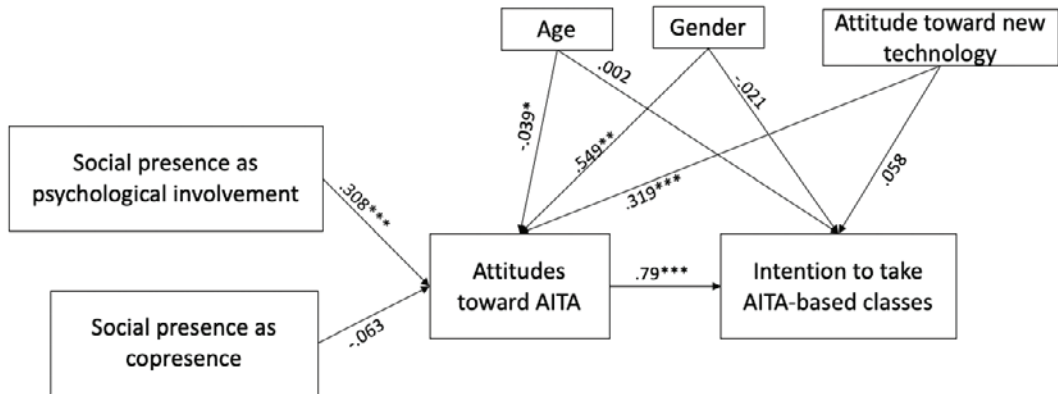 Age
Gender
Attitude toward new
technology
-.039*
.549**
.319***
.002
-.021
.058
Social presence as
psychological involvement
.308***
Social presence as
copresence
-.063
Attitudes
toward AITA
.79***
Intention to take
AITA-based classes